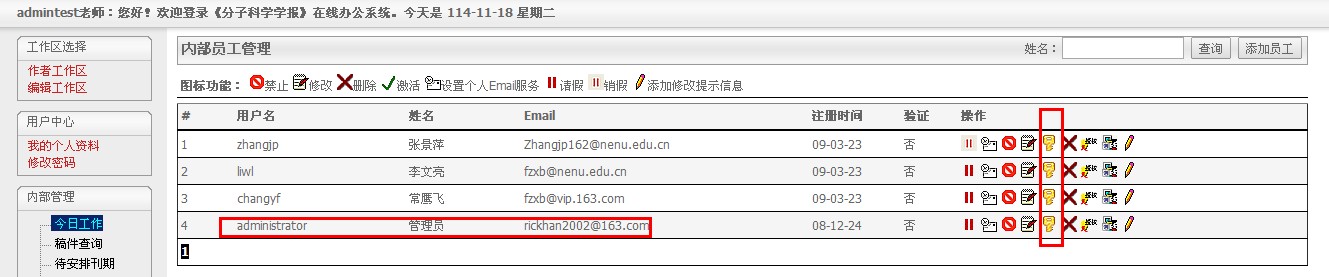 admintest老师：您好！欢迎登录《分子科学学报》在线办公系统。今天是 114-11-18 星期二
工作区选择
作者工作区
编辑工作区
用户中心
我的个人资料
修改密码
内部管理
今日工作
稿件查询
待安排刊期
内部员工管理 姓名： 查询 添加员工
图标功能： 禁止 修改 删除 激活 设置个人Email服务 请假 销假 添加修改提示信息
# 用户名 姓名 Email 注册时间 验证 操作
1 zhangjp 张景萍 Zhangjp162@nenu.edu.cn 09-03-23 否
2 liwl 李文亮 fzxb@nenu.edu.cn 09-03-23 否
3 changyf 常鹰飞 fzxb@vip.163.com 09-03-23 否
4 administrator 管理员 rickhan2002@163.com 08-12-24 否
1